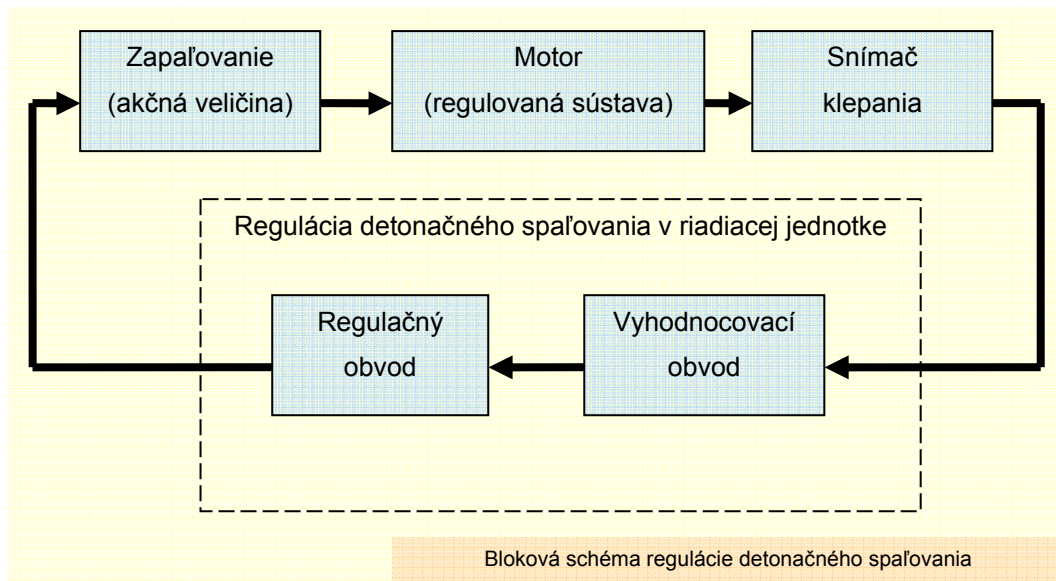 Zapaľovanie
(akčná veličina)
Motor
(regulovaná sústava)
Snímač
klepania
Regulácia detonačného spaľovania v riadiacej jednotke
Regulačný
obvod
Vyhodnocovací
obvod
Bloková schéma regulácie detonačného spaľovania